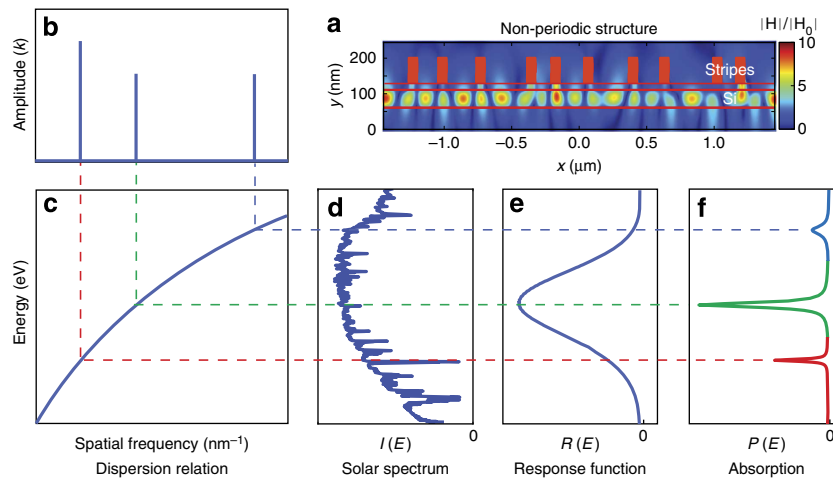 a
Non-periodic structure
|H|/|H0|
y (nm)
200
100
0
Stripes
Si
10
5
0
−1.0
−0.5
0.0
0.5
1.0
x (μm)
b
Amplitude (k)
c
Energy (eV)
Spatial frequency (nm⁻¹)
Dispersion relation
d
0
I (E)
Solar spectrum
e
0
R (E)
Response function
f
0
P (E)
Absorption